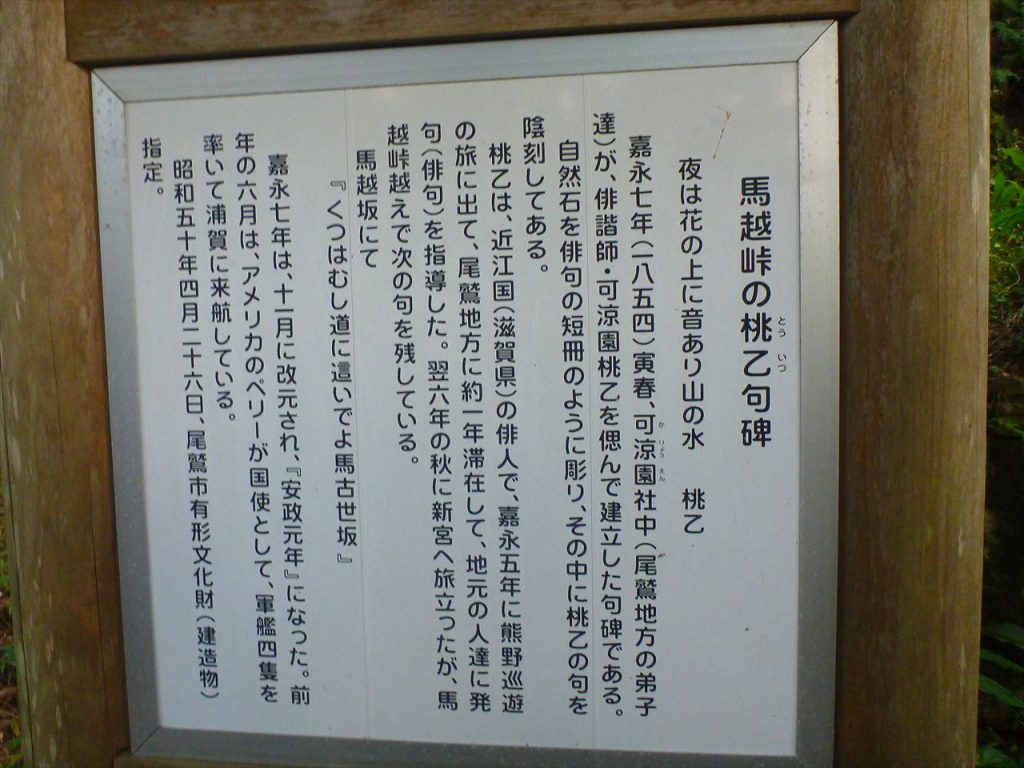 馬越峠の桃乙句碑
とういつ
夜は花の上に音あり山の水　桃乙
嘉永七年（一八五四）寅春、可涼園社中（尾鷲地方の弟子
かりょうえん
達）が、俳諧師・可涼園桃乙を偲んで建立した句碑である。
自然石を俳句の短冊のように彫り、その中に桃乙の句を
陰刻してある。
桃乙は、近江国（滋賀県）の俳人で、嘉永五年に熊野巡遊
の旅に出て、尾鷲地方に約一年滞在して、地元の人達に発
句（俳句）を指導した。翌六年の秋に新宮へ旅立ったが、馬
越峠越えで次の句を残している。
馬越坂にて
『くつはむし道に這いでよ馬古世坂』
嘉永七年は、十一月に改元され、『安政元年』になった。前
年の六月は、アメリカのペリーが国使として、軍艦四隻を
率いて浦賀に来航している。
昭和五十年四月二十六日、尾鷲市有形文化財（建造物）
指定。